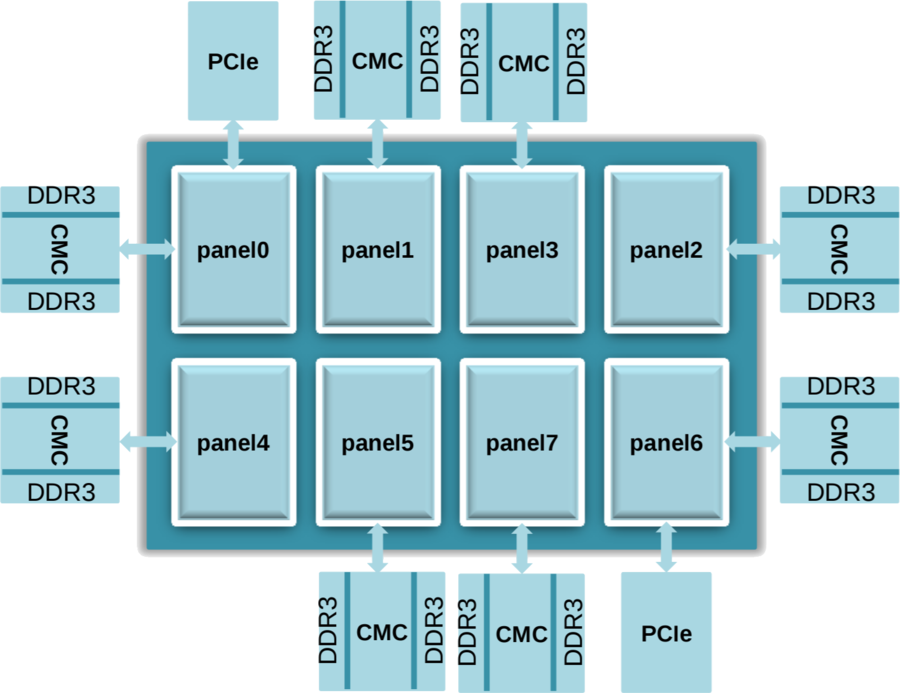 PCIe
DDR3 CMC DDR3
DDR3 CMC DDR3
DDR3
CMC
DDR3
panel0
panel1
panel3
panel2
DDR3
CMC
DDR3
DDR3
CMC
DDR3
panel4
panel5
panel7
panel6
DDR3
CMC
DDR3
DDR3 CMC DDR3
DDR3 CMC DDR3
PCIe